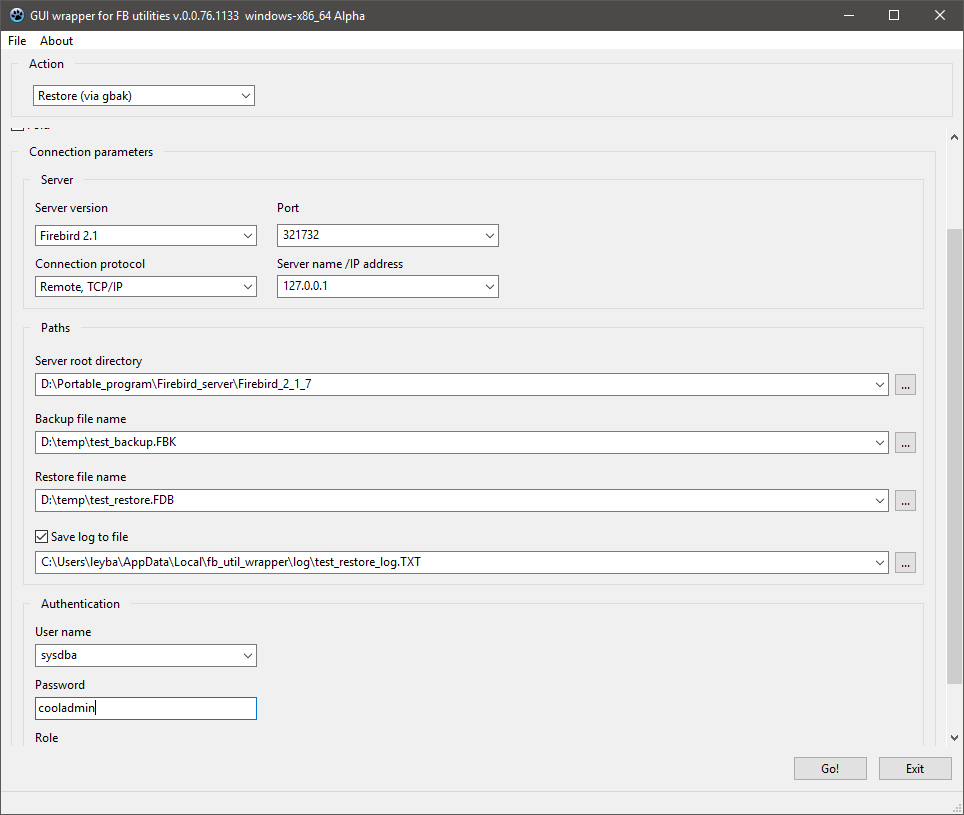 GUI wrapper for FB utilities v.0.0.76.1133 windows-x86_64 Alpha
File About
Action
Restore (via gbak)
Connection parameters
Server
Server version Port
Firebird 2.1 321732
Connection protocol Server name /IP address
Remote, TCP/IP 127.0.0.1
Paths
Server root directory
D:\Portable_program\Firebird_server\Firebird_2_1_7 ...
Backup file name
D:\temp\test_backup.FBK ...
Restore file name
D:\temp\test_restore.FDB ...
Save log to file
C:\Users\leyba\AppData\Local\fb_util_wrapper\log\test_restore_log.TXT ...
Authentication
User name
sysdba
Password
cooladmin
Role
Go! Exit